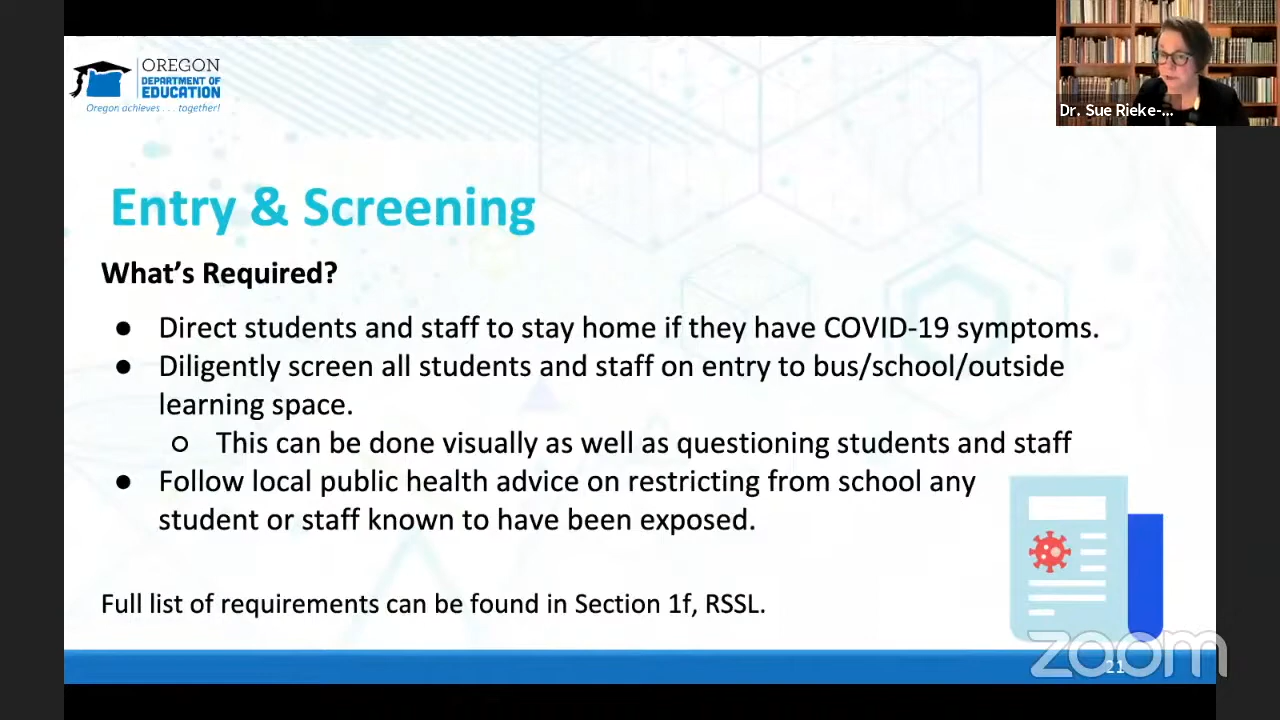 OREGON
DEPARTMENT OF
EDUCATION
Oregon achieves . . . together!
Dr. Sue Rieke-...
Entry & Screening
What's Required?
● Direct students and staff to stay home if they have COVID-19 symptoms.
● Diligently screen all students and staff on entry to bus/school/outside
learning space.
○ This can be done visually as well as questioning students and staff
● Follow local public health advice on restricting from school any
student or staff known to have been exposed.
Full list of requirements can be found in Section 1f, RSSL.
zoom
21